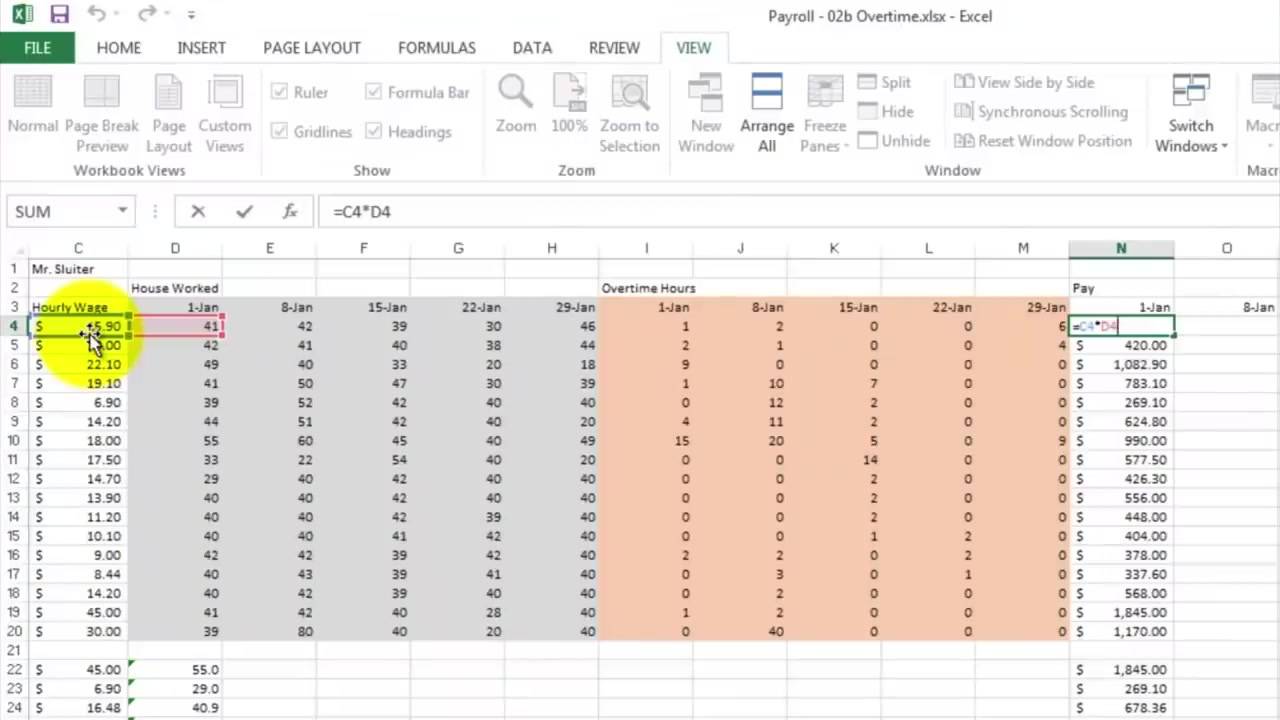 Payroll - 02b Overtime.xlsx - Excel
FILE HOME INSERT PAGE LAYOUT FORMULAS DATA REVIEW VIEW
Normal Page Break Preview Page Layout Custom Views
Workbook Views
Ruler Formula Bar
Gridlines Headings
Show
Zoom 100% Zoom to Selection
Zoom
New Window Arrange All Freeze Panes
Split View Side by Side
Hide Synchronous Scrolling
Unhide Reset Window Position
Window
Switch Windows
SUM =C4*D4
C D E F G H I J K L M N O
1 Mr. Sluiter
2 House Worked Overtime Hours Pay
3 Hourly Wage 1-Jan 8-Jan 15-Jan 22-Jan 29-Jan 1-Jan 8-Jan 15-Jan 22-Jan 29-Jan 1-Jan 8-Jan
4 $ 41 42 39 30 46 1 2 0 0 6 =C4*D4
5 $ 42 41 40 38 44 2 1 0 0 4 $ 420.00
6 $ 22.10 49 40 33 20 18 9 0 0 0 0 $ 1,082.90
7 $ 19.10 41 50 47 30 39 1 10 7 0 0 $ 783.10
8 $ 6.90 39 52 42 40 40 0 12 2 0 0 $ 269.10
9 $ 14.20 44 51 42 40 20 4 11 2 0 0 $ 624.80
10 $ 18.00 55 60 45 40 49 15 20 5 0 9 $ 990.00
11 $ 17.50 33 22 54 40 20 0 0 14 0 0 $ 577.50
12 $ 14.70 29 40 42 40 40 0 0 2 0 0 $ 426.30
13 $ 13.90 40 40 42 40 40 0 0 2 0 0 $ 556.00
14 $ 11.20 40 40 42 39 40 0 0 2 0 0 $ 448.00
15 $ 10.10 40 40 41 42 40 0 0 1 2 0 $ 404.00
16 $ 9.00 42 42 39 42 40 2 2 0 2 0 $ 378.00
17 $ 8.44 40 43 39 41 40 0 3 0 1 0 $ 337.60
18 $ 14.20 40 42 39 40 40 0 2 0 0 0 $ 568.00
19 $ 45.00 41 42 40 28 40 1 2 0 0 0 $ 1,845.00
20 $ 30.00 39 80 40 20 40 0 40 0 0 0 $ 1,170.00
21
22 $ 45.00 55.0 $ 1,845.00
23 $ 6.90 29.0 $ 269.10
24 $ 16.48 40.9 $ 678.36